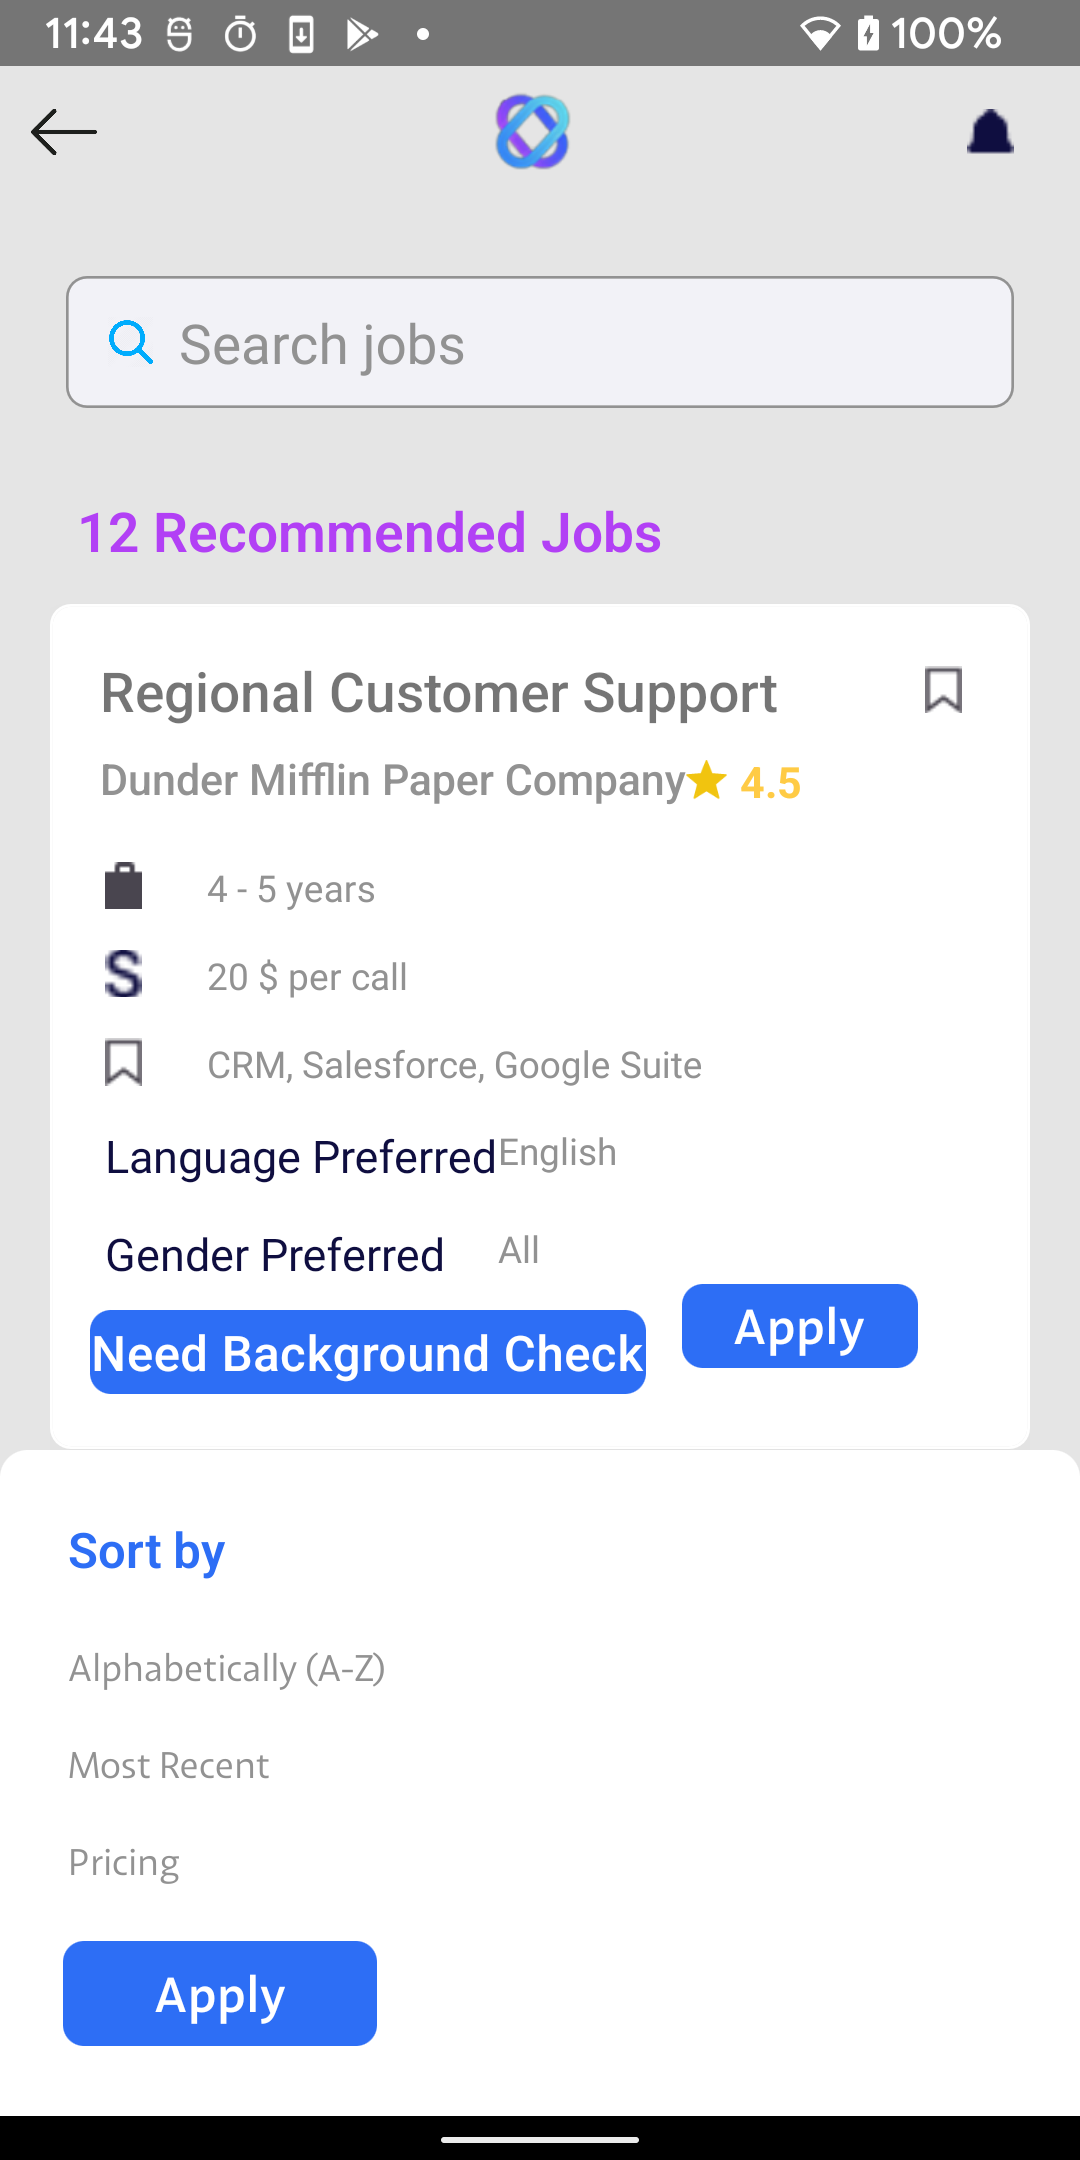 11:43 100%
Search jobs
12 Recommended Jobs
Regional Customer Support
Dunder Mifflin Paper Company 4.5
4 - 5 years
S 20 $ per call
CRM, Salesforce, Google Suite
Language Preferred English
Gender Preferred All
Need Background Check Apply
Sort by
Alphabetically (A-Z)
Most Recent
Pricing
Apply